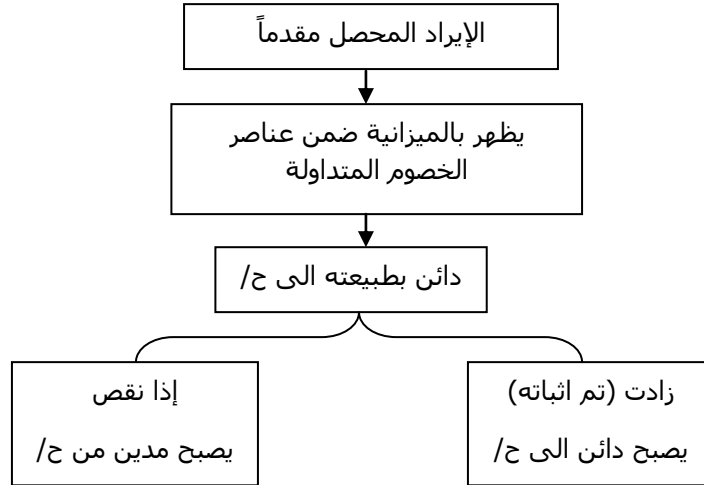 الإيراد المحصل مقدماً
يظهر بالميزانية ضمن عناصر
الخصوم المتداولة
دائن بطبيعته الى ح/
زادت (تم اثباته)
يصبح دائن الى ح/
إذا نقص
يصبح مدين من ح/